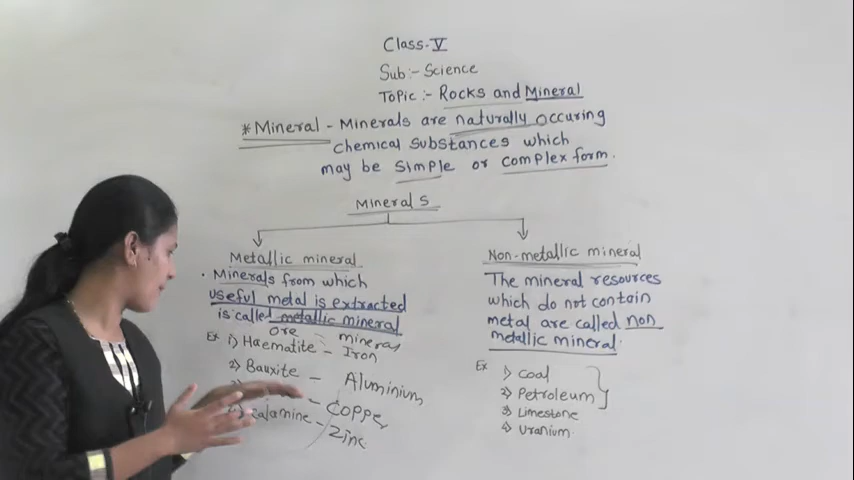 Class-V
Sub:- Science
Topic :- Rocks and Mineral
*Mineral - Minerals are naturally occuring
chemical substances which
may be simple or complex form.
Minerals
Metallic mineral
• Minerals from which
useful metal is extracted
is called metallic mineral
ore mineral
Ex 1) Haematite - Iron
2) Bauxite - Aluminium
- Copper
Calamine - Zinc
Non-metallic mineral
The mineral resources
which do not contain
metal are called non
metallic mineral.
Ex 1) Coal
2) Petroleum
3) Limestone
4) Uranium.